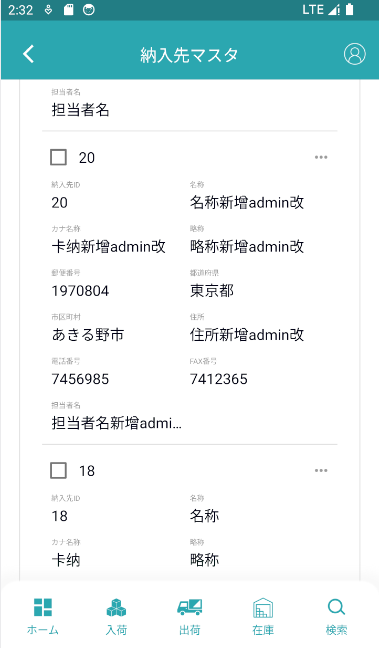 2:32 LTE
納入先マスタ
担当者名
担当者名
20
納入先ID 名称
20 名称新増admin改
カナ名称 略称
卡纳新增admin改 略称新増admin改
郵便番号 都道府県
1970804 東京都
市区町村 住所
あきる野市 住所新増admin改
電話番号 FAX番号
7456985 7412365
担当者名
担当者名新増admi...
18
納入先ID 名称
18 名称
カナ名称 略称
卡纳 略称
ホーム 入荷 出荷 在庫 検索